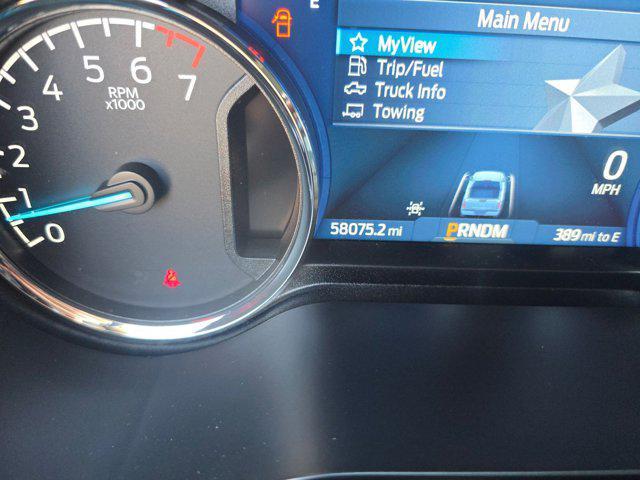 E
Main Menu
MyView
Trip/Fuel
Truck Info
Towing
0
MPH
58075.2 mi
PRNDM
389 mi to E
0
1
2
3
4
5
6
7
RPM
x1000